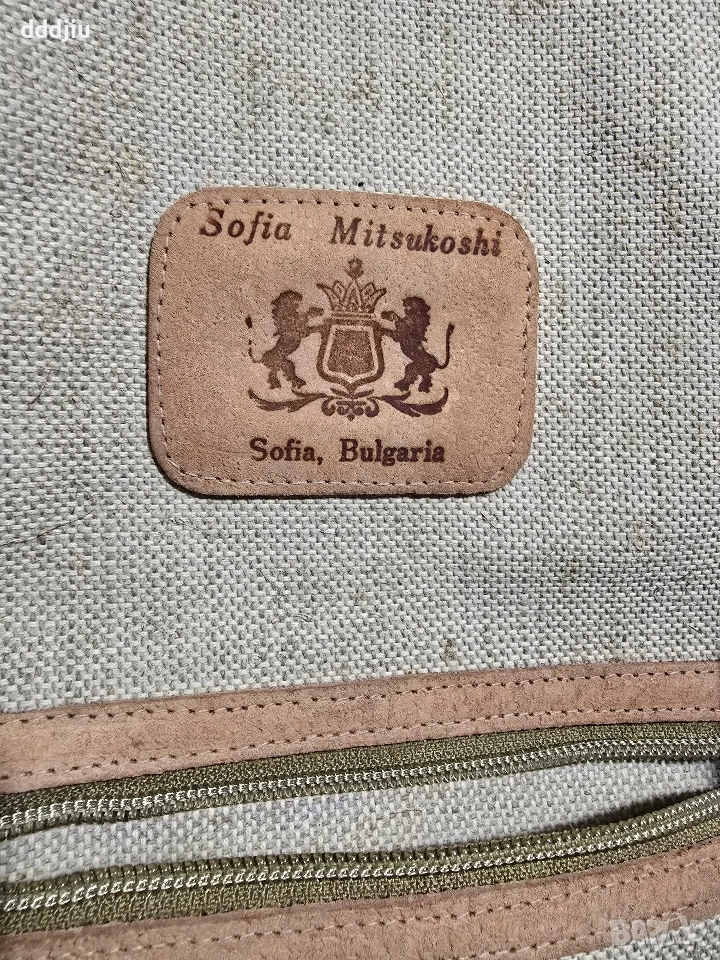 dddjiu
Sofia Mitsukoshi
Sofia, Bulgaria